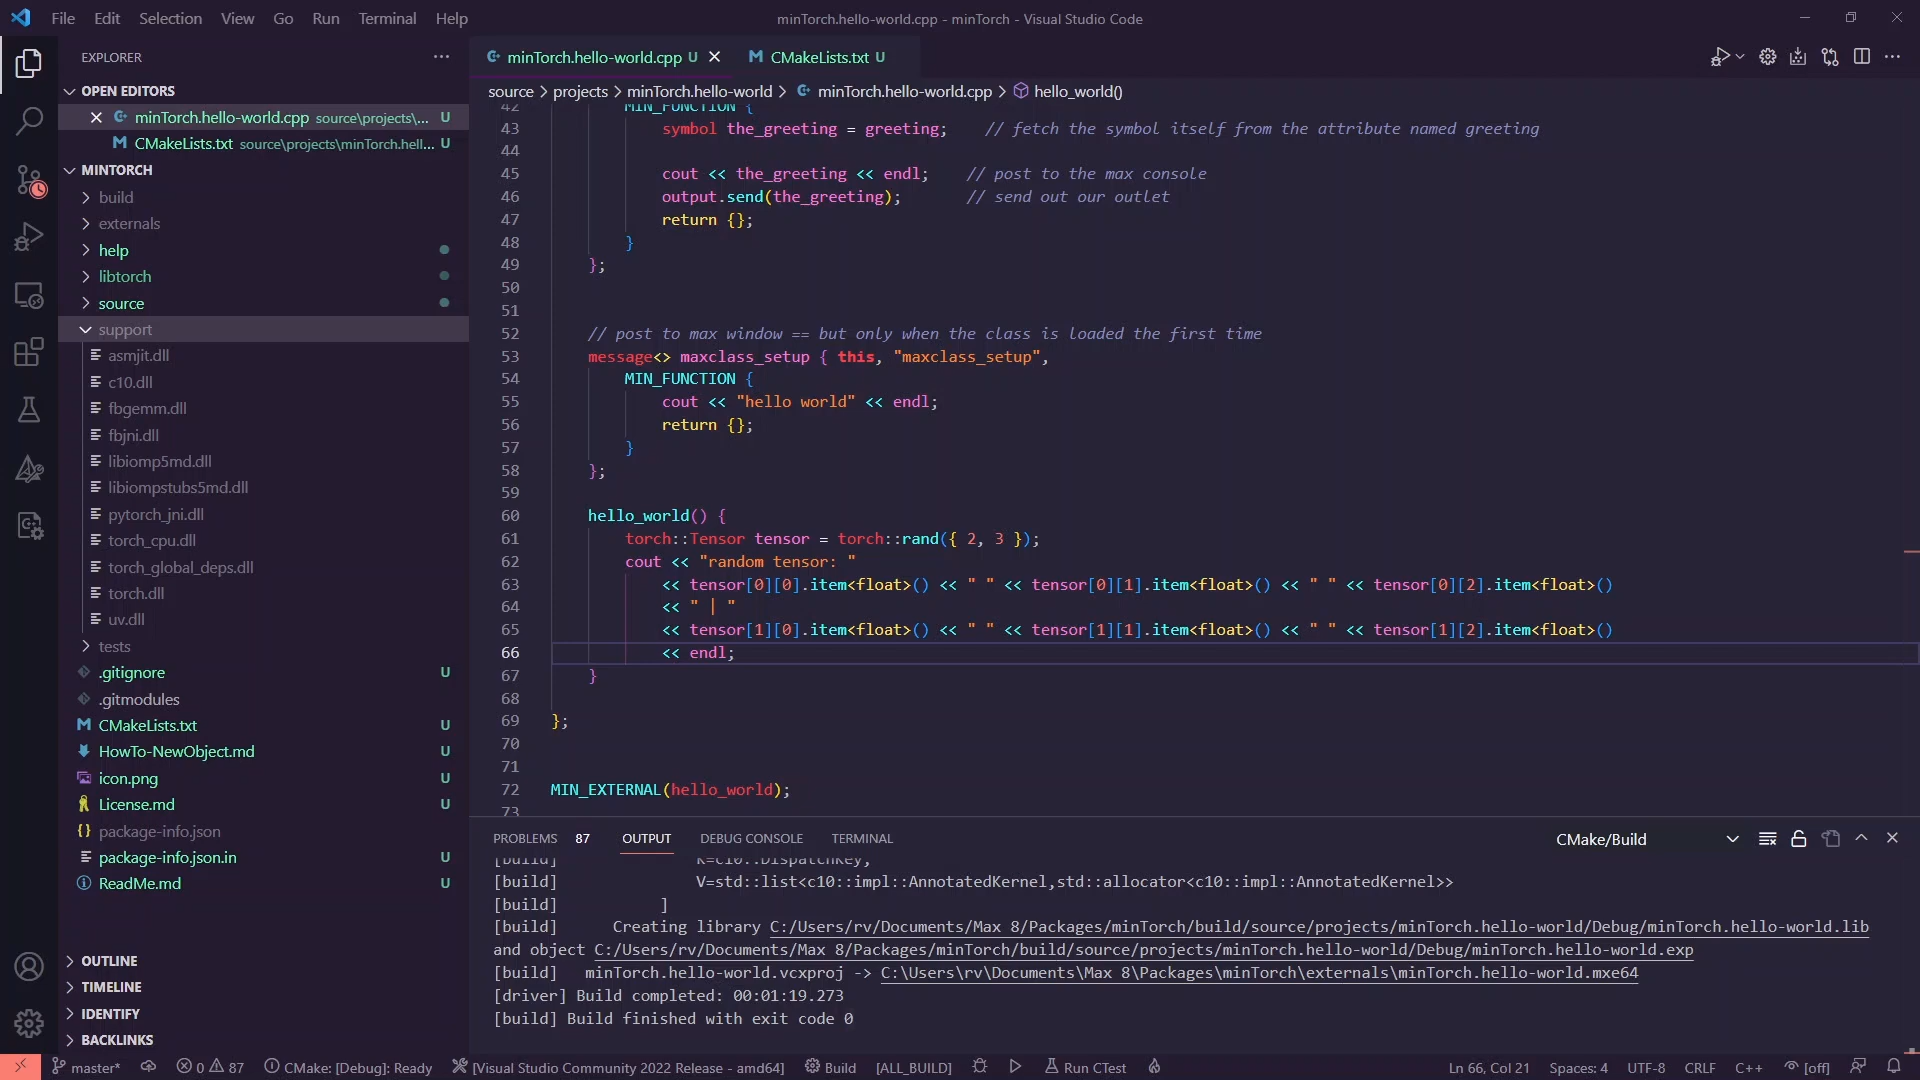 File Edit Selection View Go Run Terminal Help
minTorch.hello-world.cpp - minTorch - Visual Studio Code
EXPLORER
OPEN EDITORS
minTorch.hello-world.cpp source\projects\... U
CMakeLists.txt source\projects\minTorch.hell... U
MINTORCH
build
externals
help
libtorch
source
support
asmjit.dll
c10.dll
fbgemm.dll
fbjni.dll
libiomp5md.dll
libiompstubs5md.dll
pytorch_jni.dll
torch_cpu.dll
torch_global_deps.dll
torch.dll
uv.dll
tests
.gitignore U
.gitmodules
CMakeLists.txt U
HowTo-NewObject.md U
icon.png U
License.md U
package-info.json
package-info.json.in U
ReadMe.md U
OUTLINE
TIMELINE
IDENTIFY
BACKLINKS
minTorch.hello-world.cpp U
CMakeLists.txt U
source > projects > minTorch.hello-world > minTorch.hello-world.cpp > hello_world()
42 MIN_FUNCTION {
43 symbol the_greeting = greeting; // fetch the symbol itself from the attribute named greeting
44
45 cout << the_greeting << endl; // post to the max console
46 output.send(the_greeting); // send out our outlet
47 return {};
48 }
49 };
50
51
52 // post to max window == but only when the class is loaded the first time
53 message<> maxclass_setup { this, "maxclass_setup",
54 MIN_FUNCTION {
55 cout << "hello world" << endl;
56 return {};
57 }
58 };
59
60 hello_world() {
61 torch::Tensor tensor = torch::rand({ 2, 3 });
62 cout << "random tensor: "
63 << tensor[0][0].item<float>() << " " << tensor[0][1].item<float>() << " " << tensor[0][2].item<float>()
64 << " | "
65 << tensor[1][0].item<float>() << " " << tensor[1][1].item<float>() << " " << tensor[1][2].item<float>()
66 << endl;
67 }
68
69 };
70
71
72 MIN_EXTERNAL(hello_world);
73
PROBLEMS 87 OUTPUT DEBUG CONSOLE TERMINAL
CMake/Build
[build] K=c10::DispatchKey,
[build] V=std::list<c10::impl::AnnotatedKernel,std::allocator<c10::impl::AnnotatedKernel>>
[build] ]
[build] Creating library C:/Users/rv/Documents/Max 8/Packages/minTorch/build/source/projects/minTorch.hello-world/Debug/minTorch.hello-world.lib
and object C:/Users/rv/Documents/Max 8/Packages/minTorch/build/source/projects/minTorch.hello-world/Debug/minTorch.hello-world.exp
[build] minTorch.hello-world.vcxproj -> C:\Users\rv\Documents\Max 8\Packages\minTorch\externals\minTorch.hello-world.mxe64
[driver] Build completed: 00:01:19.273
[build] Build finished with exit code 0
master* 0 87 CMake: [Debug]: Ready [Visual Studio Community 2022 Release - amd64] Build [ALL_BUILD] Run CTest Ln 66, Col 21 Spaces: 4 UTF-8 CRLF C++ [off]